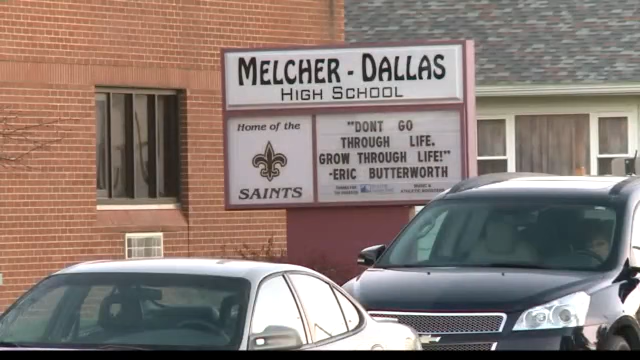 MELCHER - DALLAS
HIGH SCHOOL
Home of the
SAINTS
"DONT GO
THROUGH LIFE.
GROW THROUGH LIFE!"
-ERIC BUTTERWORTH